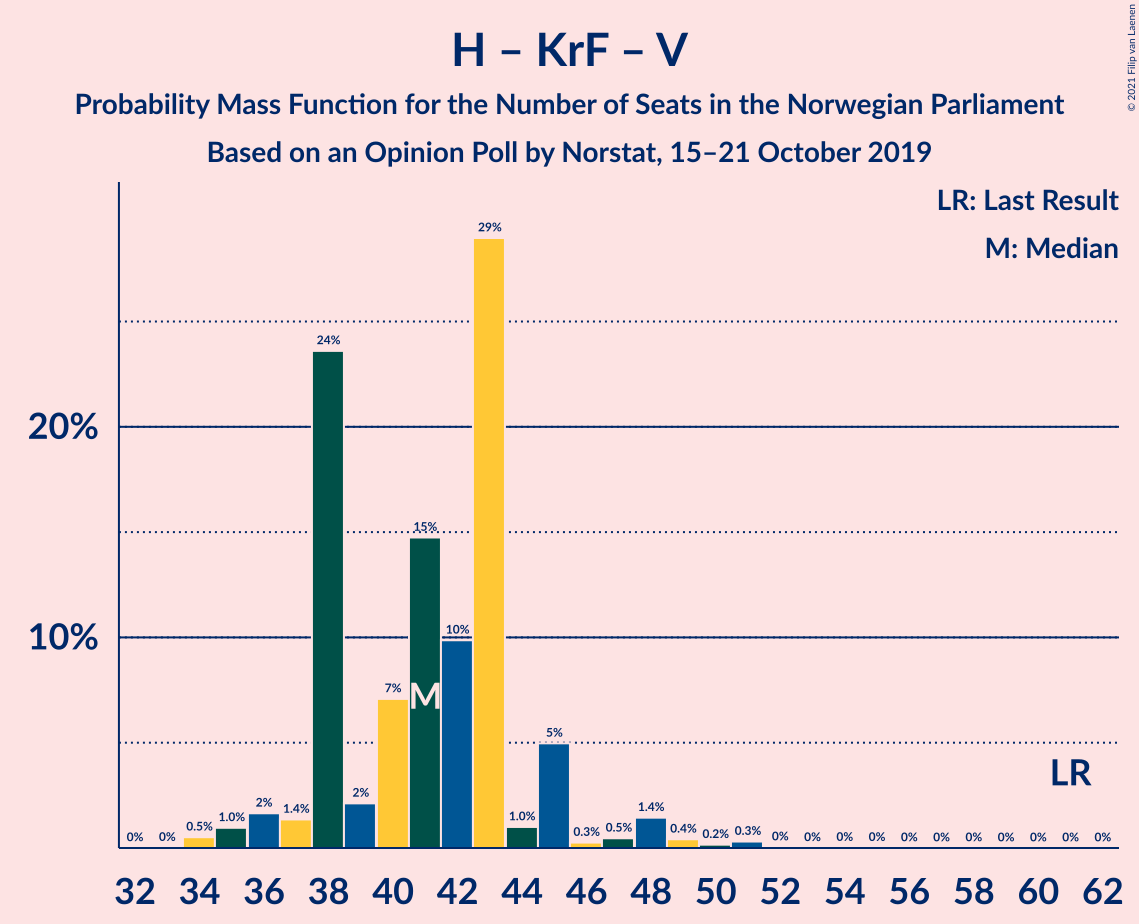 H – KrF – V
Probability Mass Function for the Number of Seats in the Norwegian Parliament
Based on an Opinion Poll by Norstat, 15–21 October 2019
© 2021 Filip van Laenen
LR: Last Result
M: Median
29%
24%
20%
15%
10%
10%
7%
M
5%
LR
0% 0% 0.5% 1.0% 2% 1.4% 2% 1.0% 0.3% 0.5% 1.4% 0.4% 0.2% 0.3% 0% 0% 0% 0% 0% 0% 0% 0% 0% 0% 0%
32 34 36 38 40 42 44 46 48 50 52 54 56 58 60 62